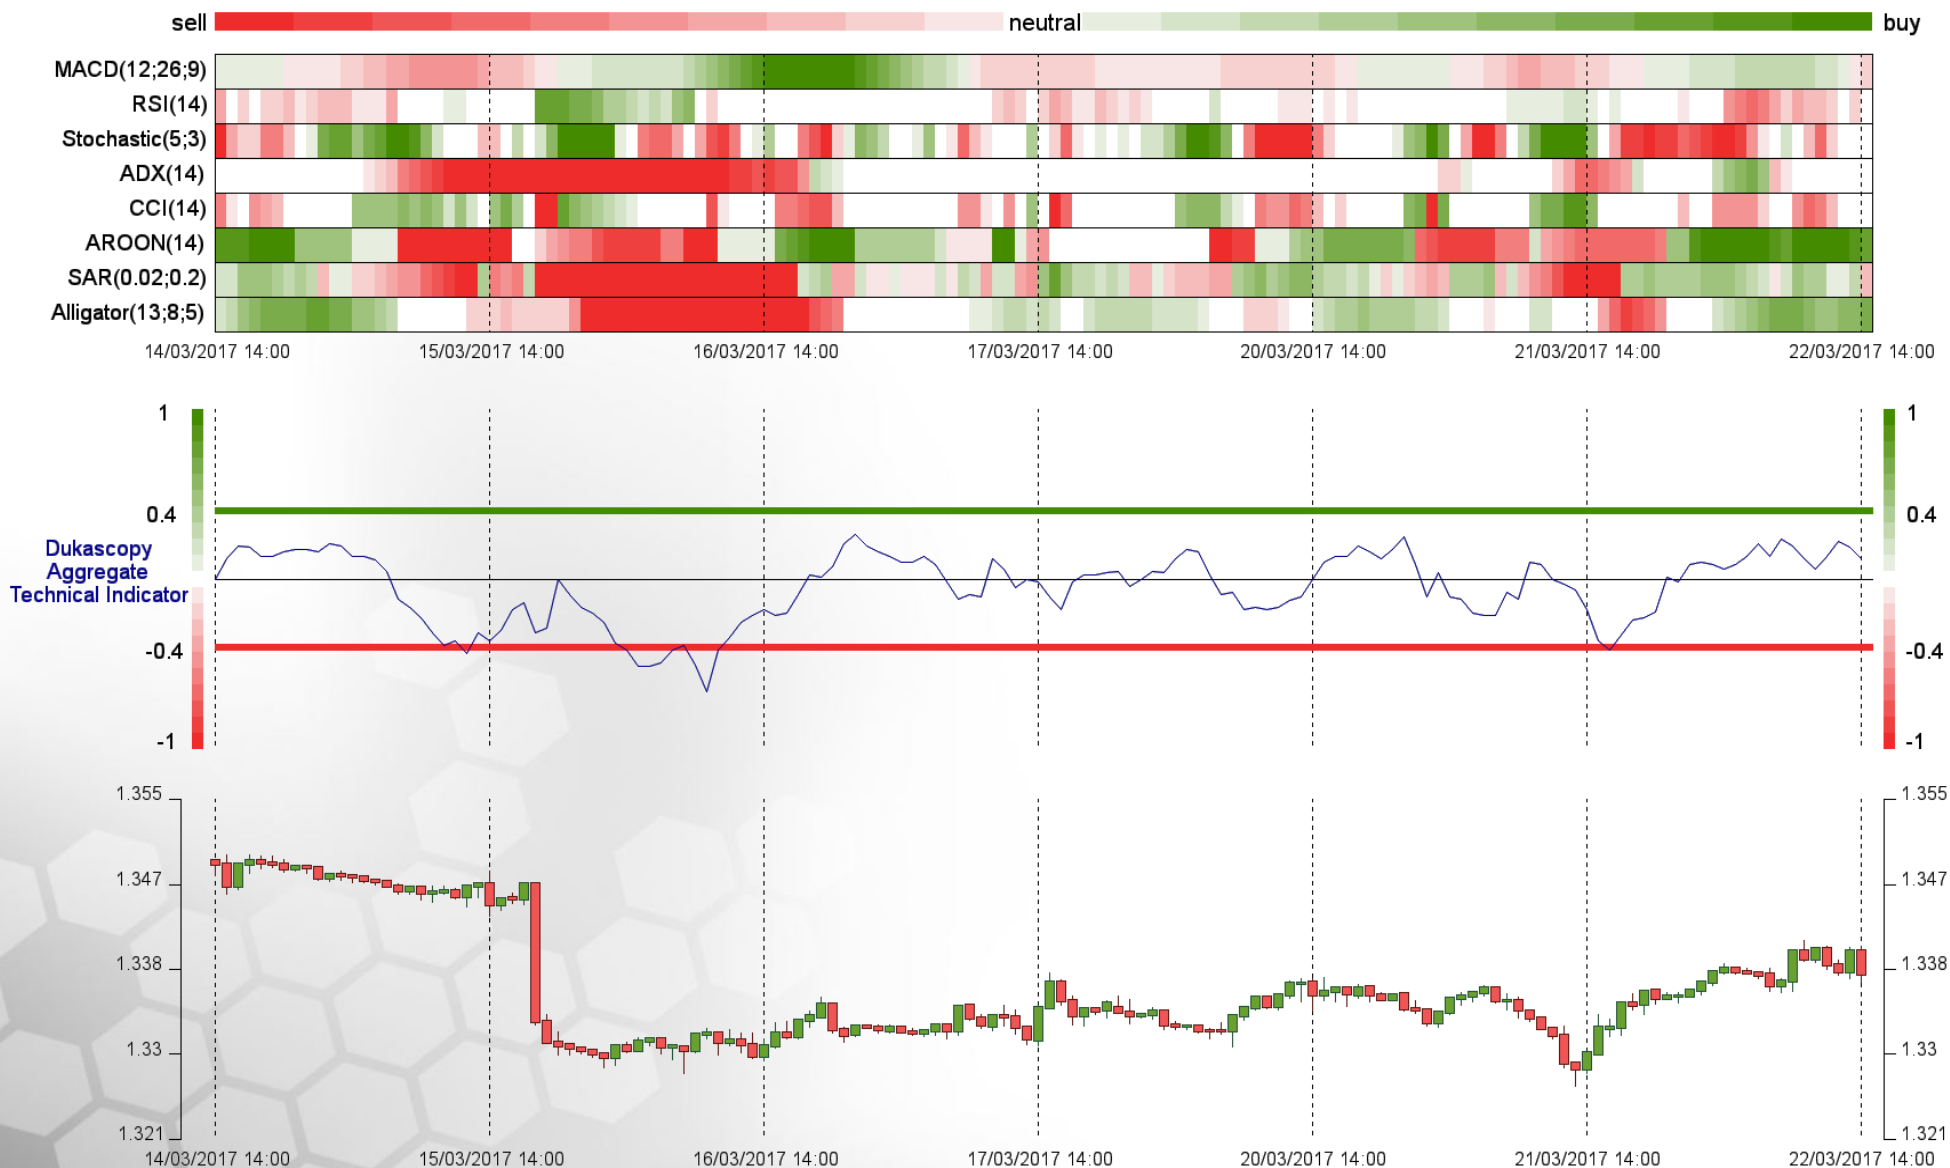 sell neutral buy
MACD(12;26;9)
RSI(14)
Stochastic(5;3)
ADX(14)
CCI(14)
AROON(14)
SAR(0.02;0.2)
Alligator(13;8;5)
14/03/2017 14:00 15/03/2017 14:00 16/03/2017 14:00 17/03/2017 14:00 20/03/2017 14:00 21/03/2017 14:00 22/03/2017 14:00
1 1
0.4 0.4
Dukascopy
Aggregate
Technical Indicator
-0.4 -0.4
-1 -1
1.355 1.355
1.347 1.347
1.338 1.338
1.33 1.33
1.321 1.321
14/03/2017 14:00 15/03/2017 14:00 16/03/2017 14:00 17/03/2017 14:00 20/03/2017 14:00 21/03/2017 14:00 22/03/2017 14:00